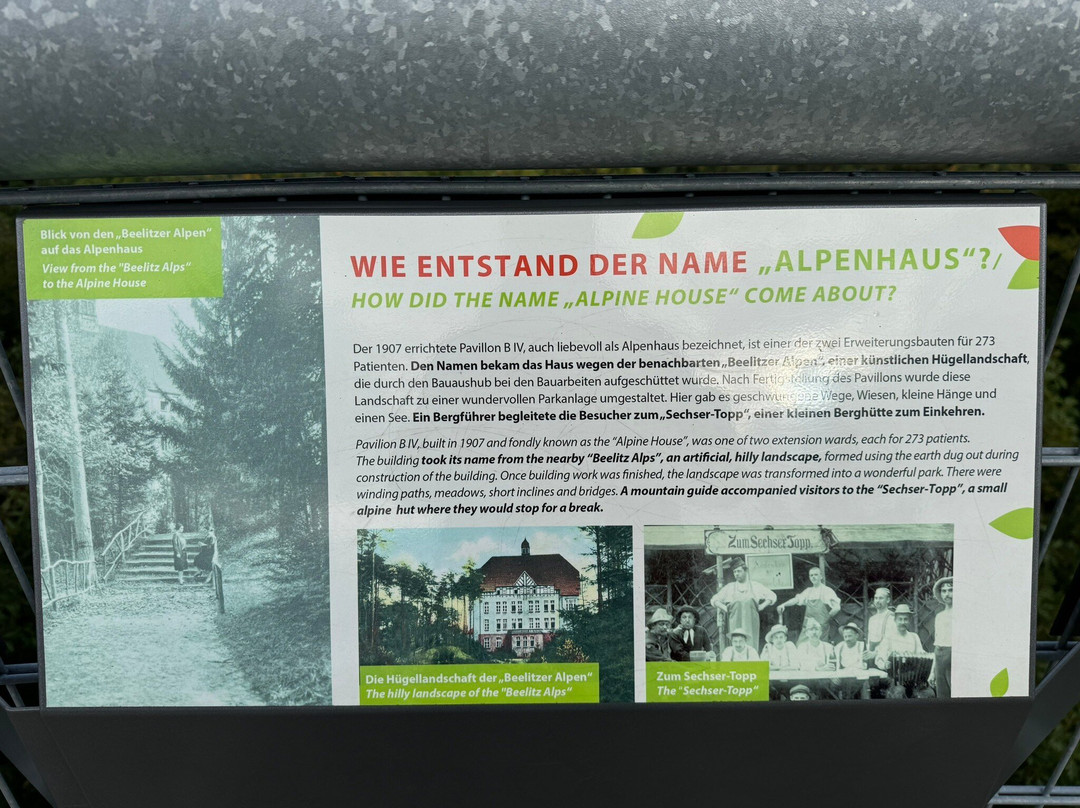 Blick von den „Beelitzer Alpen“
auf das Alpenhaus
View from the "Beelitz Alps"
to the Alpine House
WIE ENTSTAND DER NAME „ALPENHAUS“?/
HOW DID THE NAME „ALPINE HOUSE“ COME ABOUT?
Der 1907 errichtete Pavillon B IV, auch liebevoll als Alpenhaus bezeichnet, ist einer der zwei Erweiterungsbauten für 273
Patienten. Den Namen bekam das Haus wegen der benachbarten „Beelitzer Alpen“, einer künstlichen Hügellandschaft,
die durch den Bauaushub bei den Bauarbeiten aufgeschüttet wurde. Nach Fertigstellung des Pavillons wurde diese
Landschaft zu einer wundervollen Parkanlage umgestaltet. Hier gab es geschwungene Wege, Wiesen, kleine Hänge und
einen See. Ein Bergführer begleitete die Besucher zum „Sechser-Topp“, einer kleinen Berghütte zum Einkehren.
Pavilion B IV, built in 1907 and fondly known as the “Alpine House”, was one of two extension wards, each for 273 patients.
The building took its name from the nearby “Beelitz Alps”, an artificial, hilly landscape, formed using the earth dug out during
construction of the building. Once building work was finished, the landscape was transformed into a wonderful park. There were
winding paths, meadows, short inclines and bridges. A mountain guide accompanied visitors to the “Sechser-Topp”, a small
alpine hut where they would stop for a break.
Die Hügellandschaft der „Beelitzer Alpen“
The hilly landscape of the "Beelitz Alps“
Zum Sechser Topp.
Zum Sechser-Topp
The "Sechser-Topp“